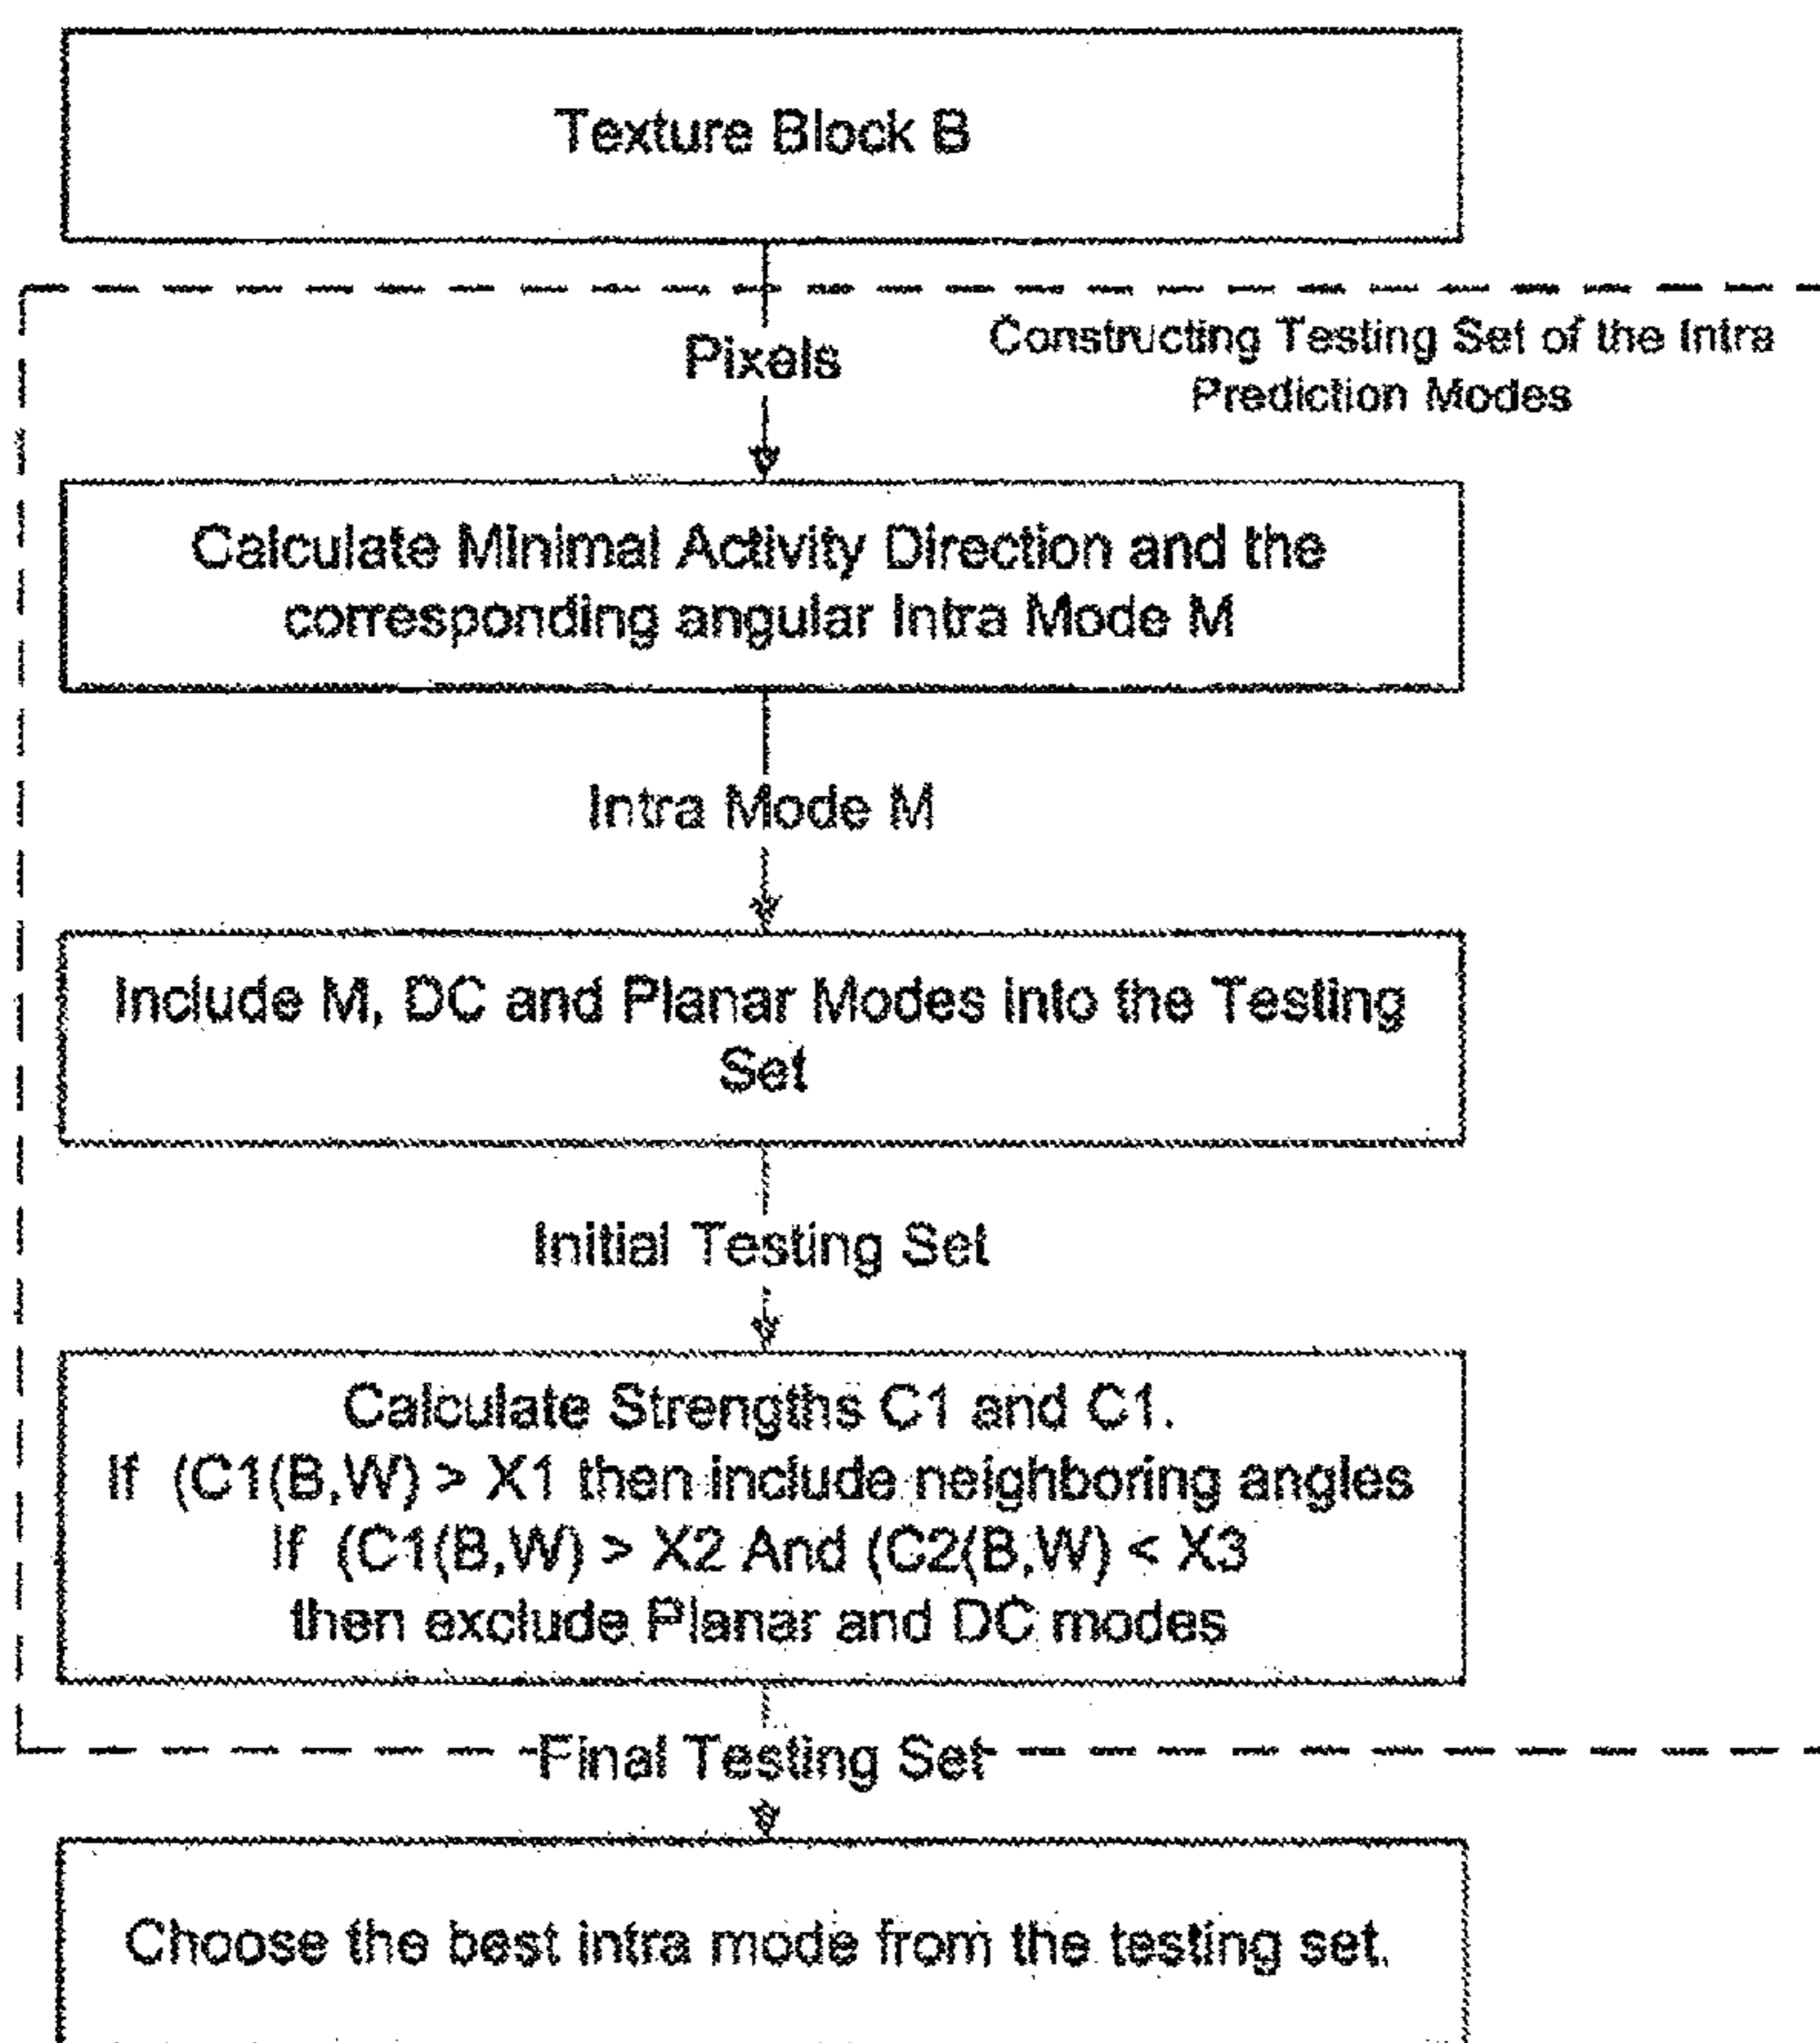 Texture Block B
Pixels
Constructing Testing Set of the Intra
Prediction Modes
Calculate Minimal Activity Direction and the
corresponding angular Intra Mode M
Intra Mode M
Include M, DC and Planar Modes into the Testing
Set
Initial Testing Set
Calculate Strengths C1 and C1.
If (C1(B,W) > X1 then include neighboring angles
If (C1(B,W) > X2 And (C2(B,W) < X3
then exclude Planar and DC modes
Final Testing Set
Choose the best intra mode from the testing set.